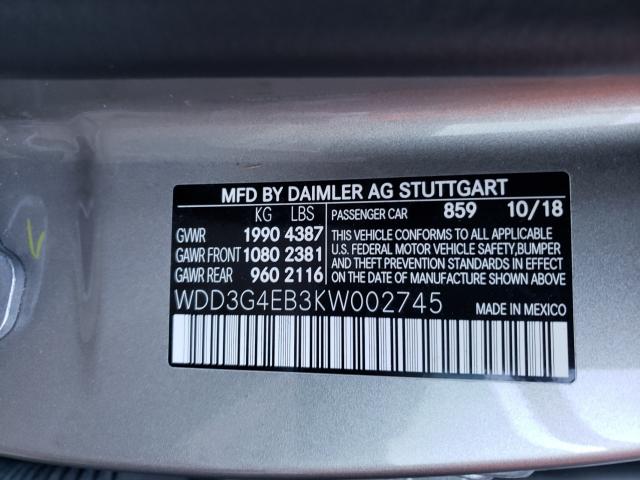 MFD BY DAIMLER AG STUTTGART
KG LBS PASSENGER CAR 859 10/18
GVWR 1990 4387
GAWR FRONT 1080 2381
GAWR REAR 960 2116
THIS VEHICLE CONFORMS TO ALL APPLICABLE
U.S. FEDERAL MOTOR VEHICLE SAFETY,BUMPER
AND THEFT PREVENTION STANDARDS IN EFFECT
ON THE DATE OF MANUFACTURE SHOWN ABOVE
WDD3G4EB3KW002745 MADE IN MEXICO